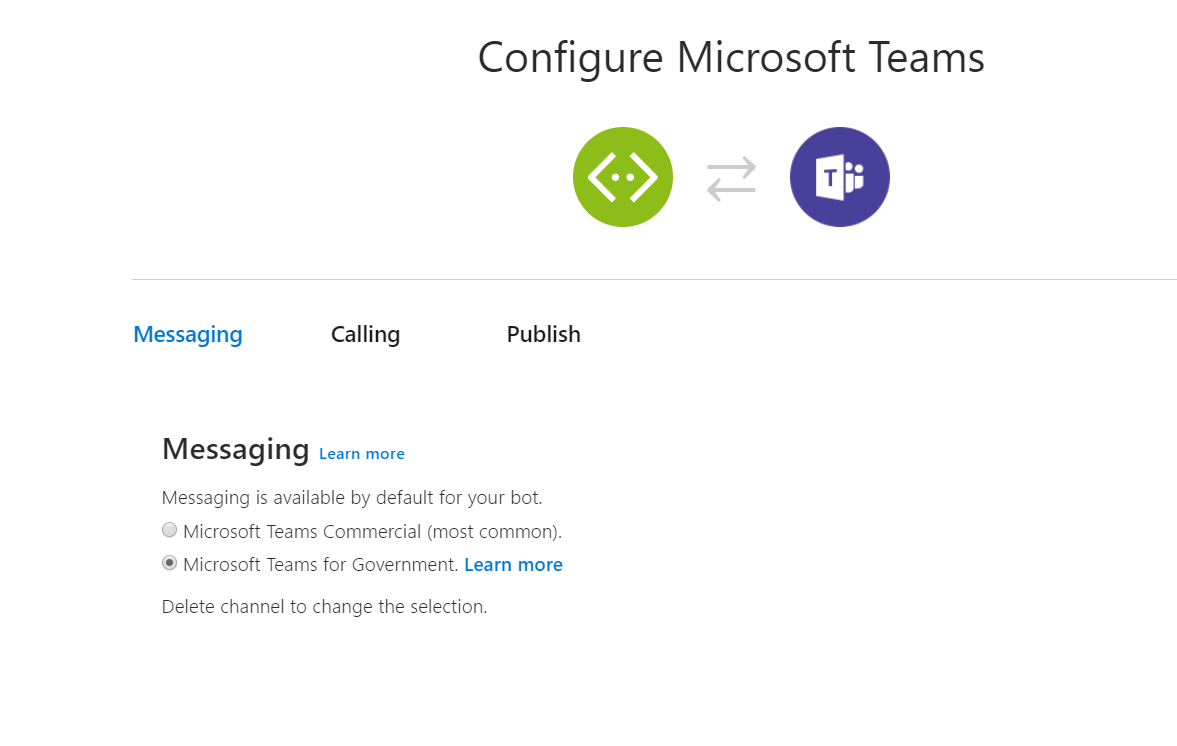 Configure Microsoft Teams
T
Messaging Calling Publish
Messaging Learn more
Messaging is available by default for your bot.
Microsoft Teams Commercial (most common).
Microsoft Teams for Government. Learn more
Delete channel to change the selection.